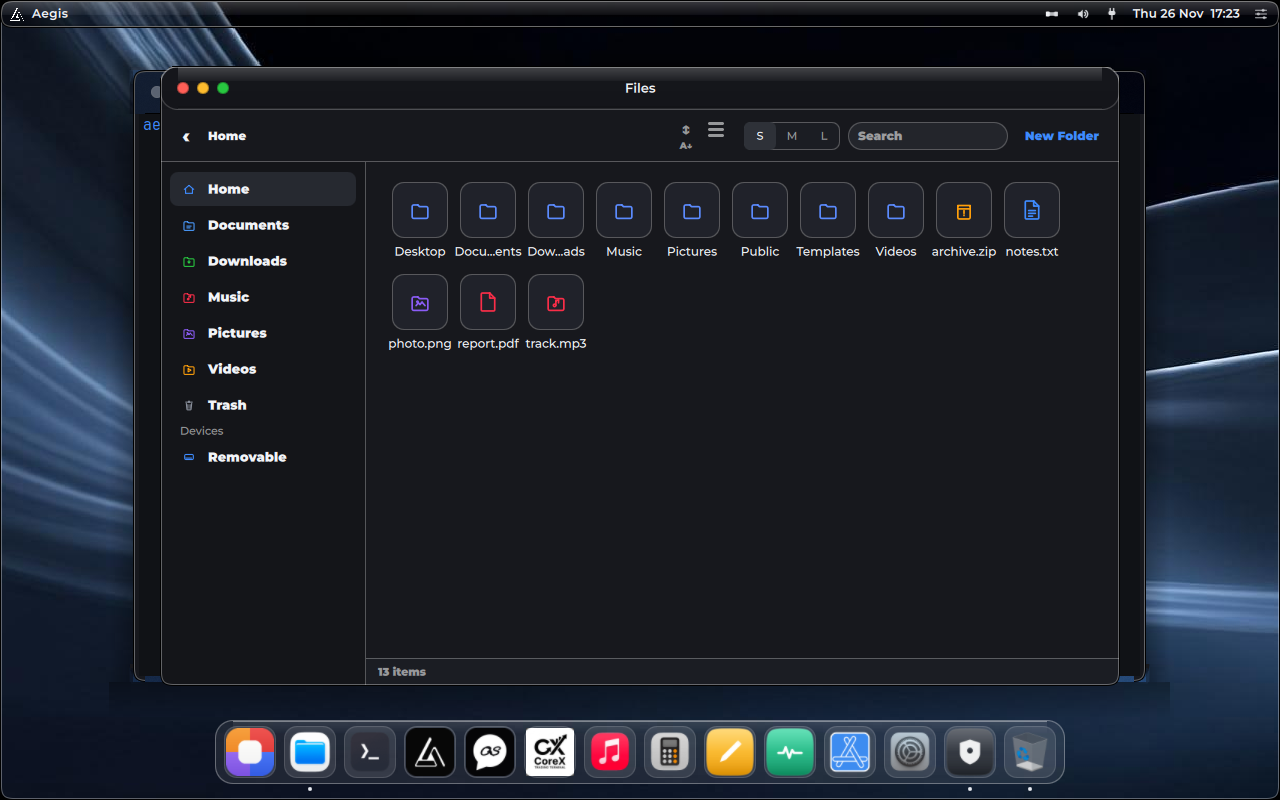 Aegis
Thu 26 Nov 17:23
Files
ae
Home
A+
S M L
Search
New Folder
Home
Documents
Downloads
Music
Pictures
Videos
Trash
Devices
Removable
Desktop Docu...ents Dow...ads Music Pictures Public Templates Videos archive.zip notes.txt
photo.png report.pdf track.mp3
13 items
as
CX
CoreX